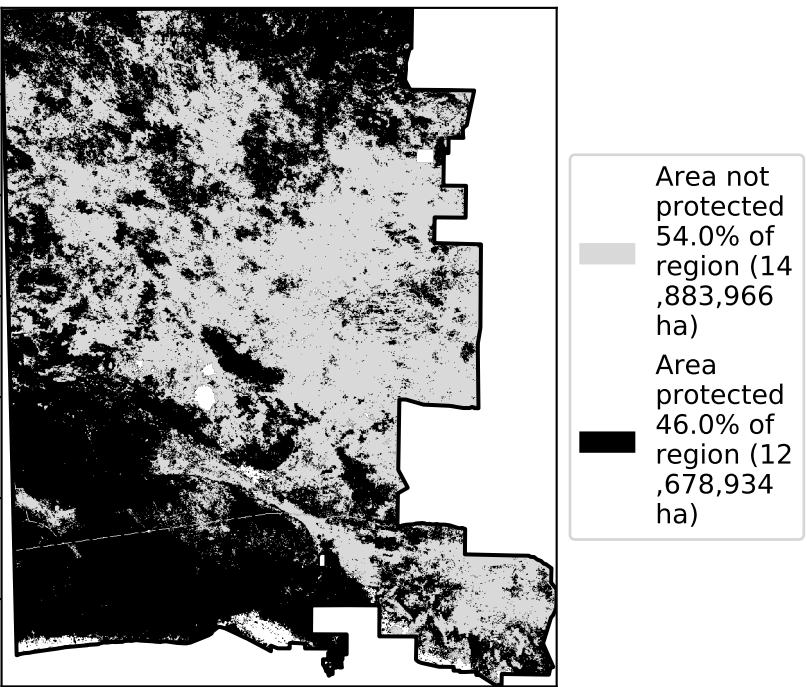 Area not
protected
54.0% of
region (14
,883,966
ha)
Area
protected
46.0% of
region (12
,678,934
ha)